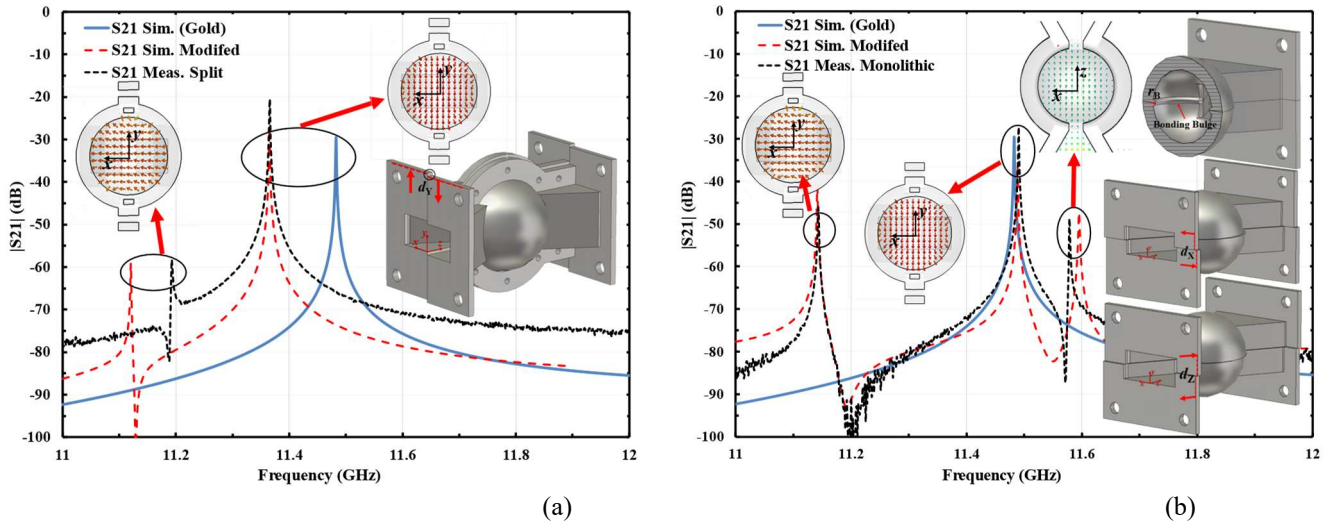 0
-10
-20
-30
-40
-50
-60
-70
-80
-90
-100
|S21| (dB)
S21 Sim. (Gold)
S21 Sim. Modifed
S21 Meas. Split
y
x
y
x
dY
y
x
z
11
11.2
11.4
11.6
11.8
12
Frequency (GHz)
(a)
0
-10
-20
-30
-40
-50
-60
-70
-80
-90
-100
|S21| (dB)
S21 Sim. (Gold)
S21 Sim. Modifed
S21 Meas. Monolithic
y
x
y
x
z
x
rB
Bonding Bulge
dX
dZ
11
11.2
11.4
11.6
11.8
12
Frequency (GHz)
(b)